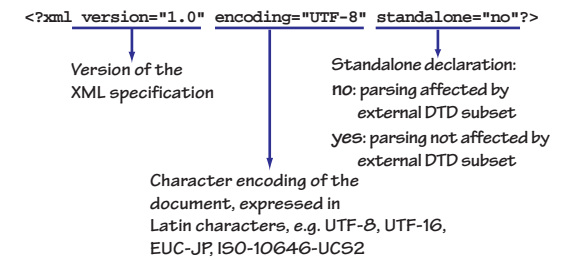 <?xml version="1.0" encoding="UTF-8" standalone="no"?>
Version of the
XML specification
Standalone declaration:
no: parsing affected by
external DTD subset
yes: parsing not affected by
external DTD subset
Character encoding of the
document, expressed in
Latin characters, e.g. UTF-8, UTF-16,
EUC-JP, ISO-10646-UCS2